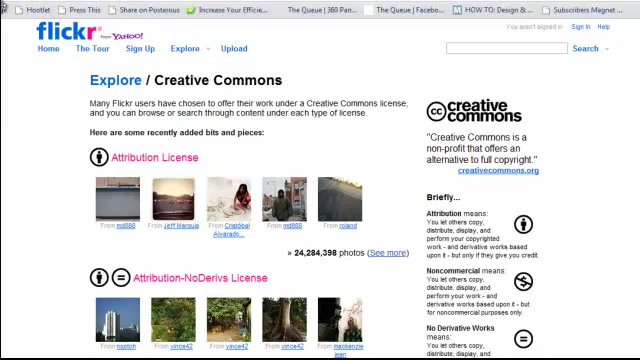 Hootlet Press This Share on Posterous Increase Your Efficie... The Queue | 360 Pan... The Queue | Facebo... HOW TO: Design & ... Subscribers Magnet ...
flickr from YAHOO!
You aren't signed in Sign In Help
Home The Tour Sign Up Explore Upload
Search
Explore / Creative Commons
Many Flickr users have chosen to offer their work under a Creative Commons license,
and you can browse or search through content under each type of license.
Here are some recently added bits and pieces:
Attribution License
From md888 From Jeff Marquis From Cristóbal Alvarado... From md888 From roland
» 24,284,398 photos (See more)
Attribution-NoDerivs License
From vince42 From vince42 From vince42 From mackenzie jean
cc creative
commons
"Creative Commons is a
non-profit that offers an
alternative to full copyright."
creativecommons.org
Briefly...
Attribution means:
You let others copy,
distribute, display, and
perform your copyrighted
work - and derivative works based
upon it - but only if they give you credit.
Noncommercial means:
You let others copy,
distribute, display, and
perform your work - and
derivative works based upon it - but
for noncommercial purposes only.
No Derivative Works
means:
You let others copy,
distribute, display, and